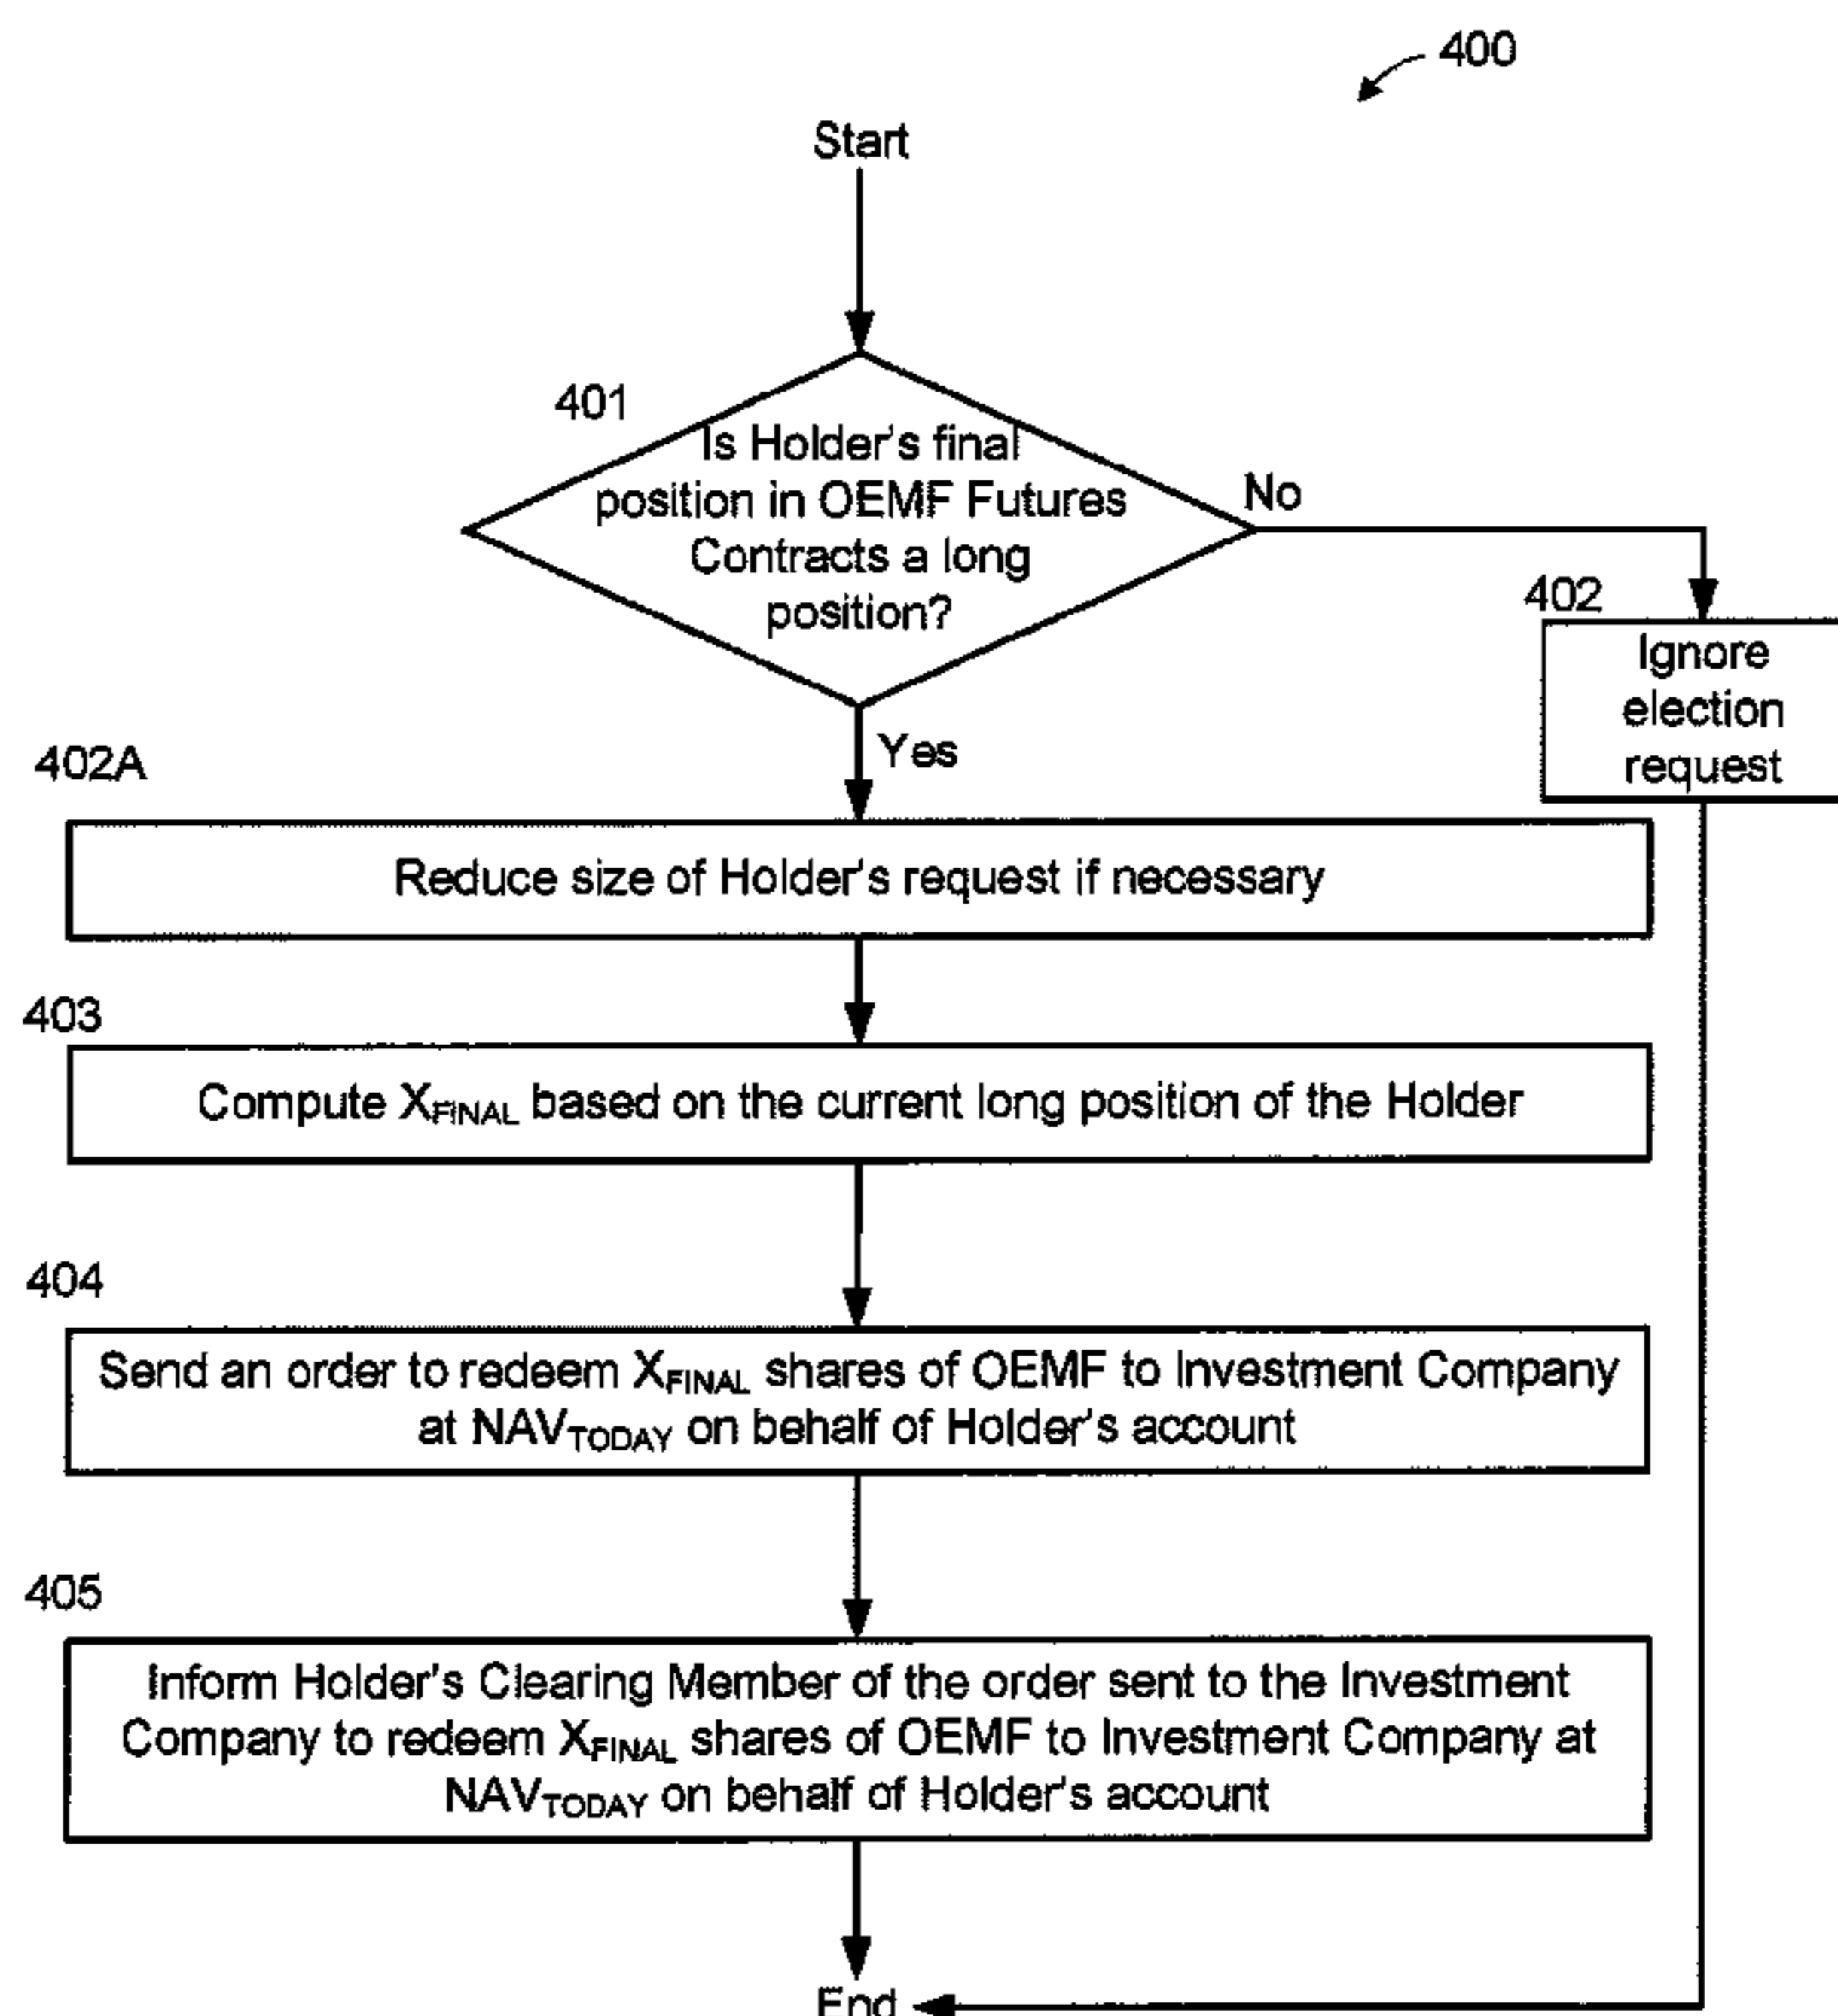 400
Start
401
Is Holder's final
position in OEMF Futures
Contracts a long
position?
No
402
Ignore
election
request
Yes
402A
Reduce size of Holder's request if necessary
403
Compute XFINAL based on the current long position of the Holder
404
Send an order to redeem XFINAL shares of OEMF to Investment Company
at NAVTODAY on behalf of Holder's account
405
Inform Holder's Clearing Member of the order sent to the Investment
Company to redeem XFINAL shares of OEMF to Investment Company at
NAVTODAY on behalf of Holder's account
End